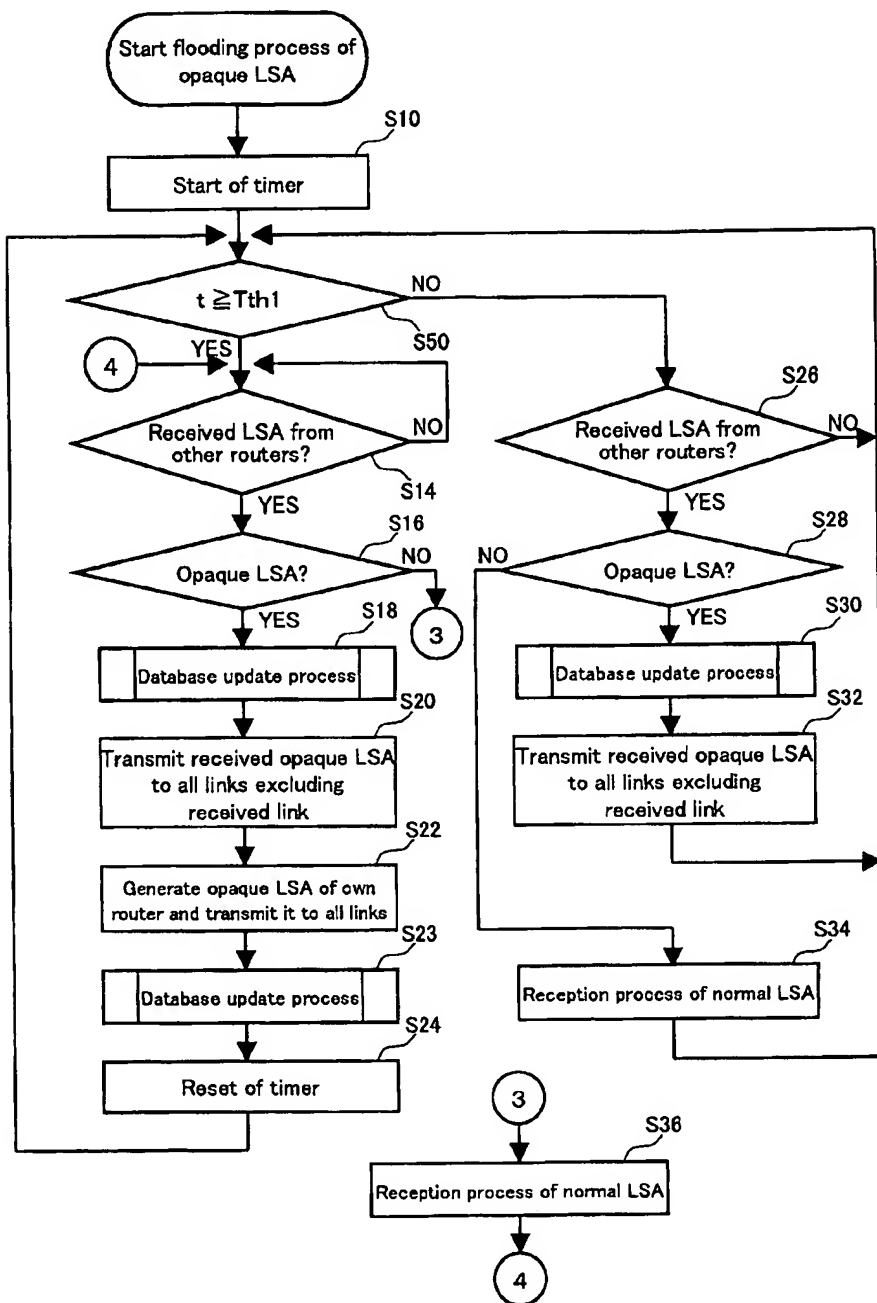 Start flooding process of
opaque LSA
S10
Start of timer
t ≧Tth1
NO
S50
YES
4
Received LSA from
other routers?
NO
S14
YES
S16
Opaque LSA?
NO
3
YES
S18
Database update process
S20
Transmit received opaque LSA
to all links excluding
received link
S22
Generate opaque LSA of own
router and transmit it to all links
S23
Database update process
S24
Reset of timer
S26
Received LSA from
other routers?
NO
YES
S28
NO
Opaque LSA?
YES
S30
Database update process
S32
Transmit received opaque LSA
to all links excluding
received link
S34
Reception process of normal LSA
3
S36
Reception process of normal LSA
4